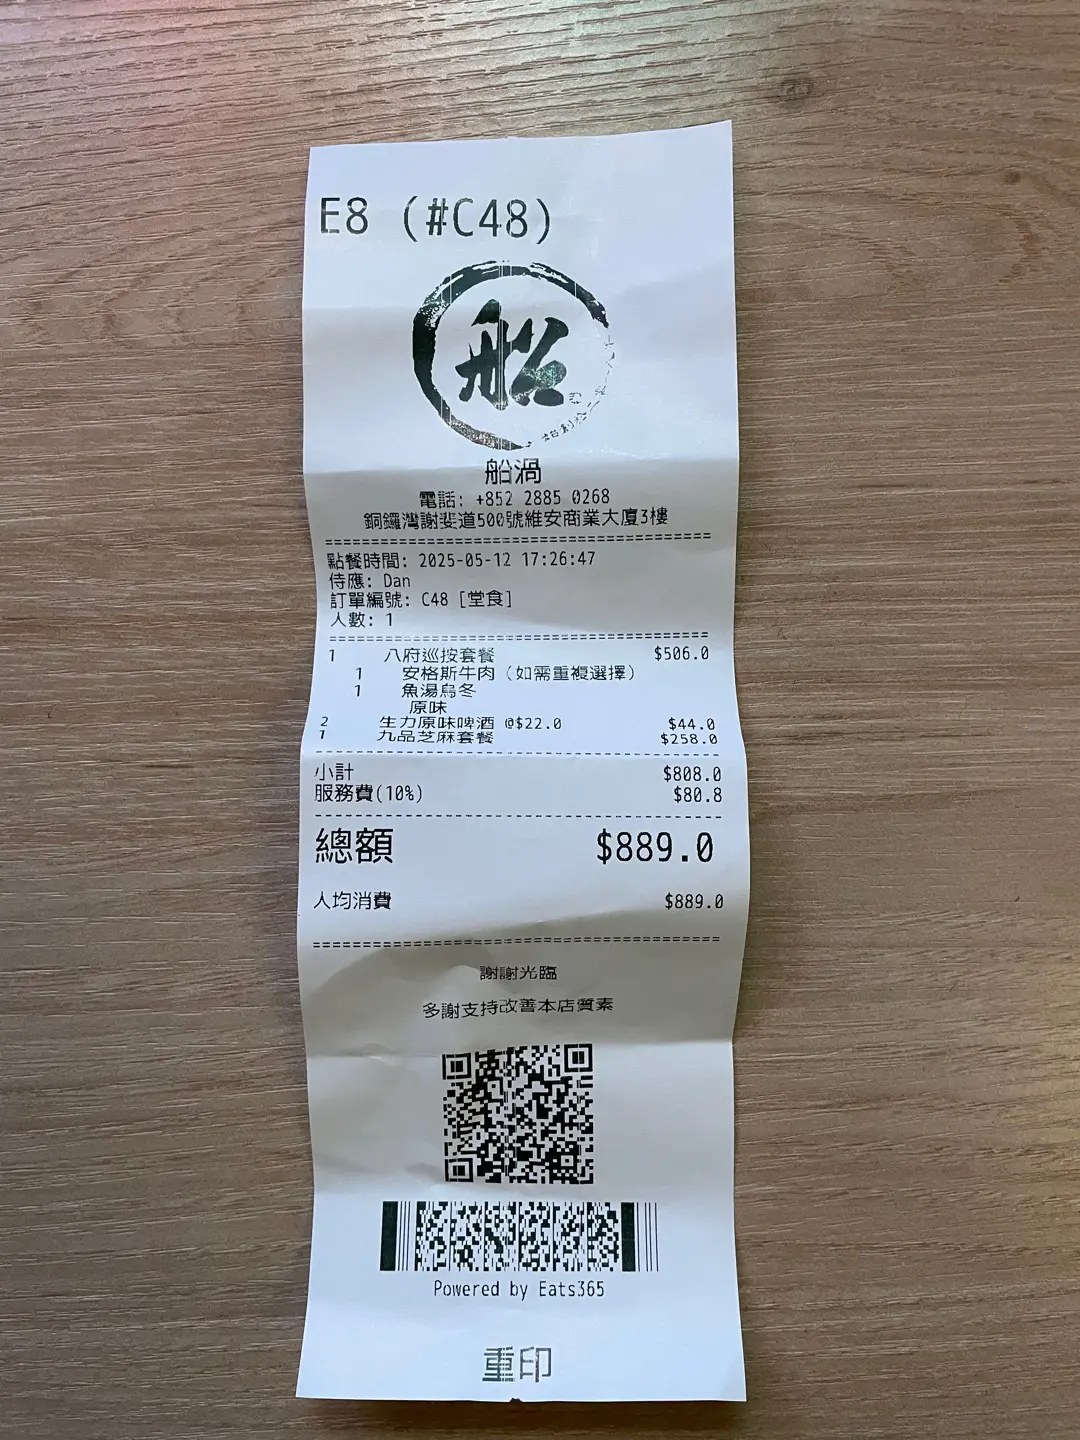 E8 (#C48)
船
船渦
電話: +852 2885 0268
銅鑼灣謝斐道500號維安商業大廈3樓
點餐時間: 2025-05-12 17:26:47
侍應: Dan
訂單編號: C48 [堂食]
人數: 1
1 八府巡按套餐 $506.0
1 安格斯牛肉（如需重複選擇）
1 魚湯烏冬
原味
2 生力原味啤酒 @$22.0 $44.0
1 九品芝麻套餐 $258.0
小計 $808.0
服務費(10%) $80.8
總額 $889.0
人均消費 $889.0
謝謝光臨
多謝支持改善本店質素
Powered by Eats365
重印